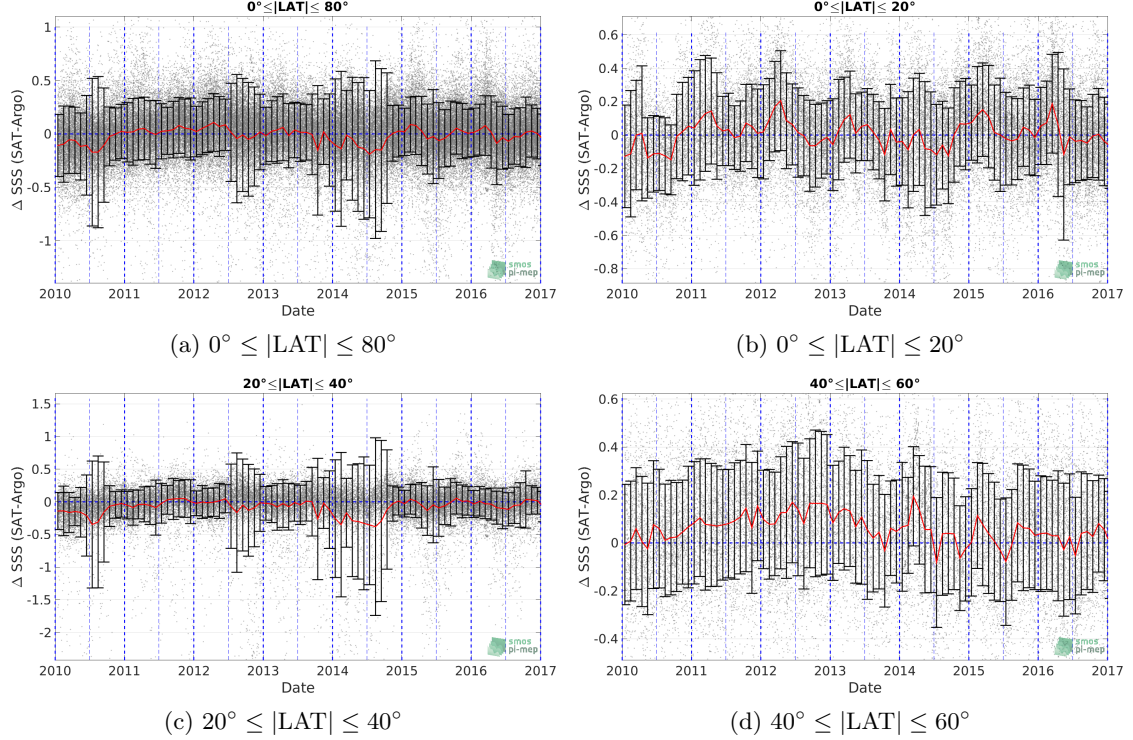 0°≤|LAT|≤ 80°
1
0.5
0
-0.5
-1
Δ SSS (SAT-Argo)
2010 2011 2012 2013 2014 2015 2016 2017
Date
smos
pi-mep
(a) 0° ≤ |LAT| ≤ 80°
0°≤|LAT|≤ 20°
0.6
0.4
0.2
0
-0.2
-0.4
-0.6
-0.8
Δ SSS (SAT-Argo)
2010 2011 2012 2013 2014 2015 2016 2017
Date
smos
pi-mep
(b) 0° ≤ |LAT| ≤ 20°
20°≤|LAT|≤ 40°
1.5
1
0.5
0
-0.5
-1
-1.5
-2
Δ SSS (SAT-Argo)
2010 2011 2012 2013 2014 2015 2016 2017
Date
smos
pi-mep
(c) 20° ≤ |LAT| ≤ 40°
40°≤|LAT|≤ 60°
0.6
0.4
0.2
0
-0.2
-0.4
Δ SSS (SAT-Argo)
2010 2011 2012 2013 2014 2015 2016 2017
Date
smos
pi-mep
(d) 40° ≤ |LAT| ≤ 60°